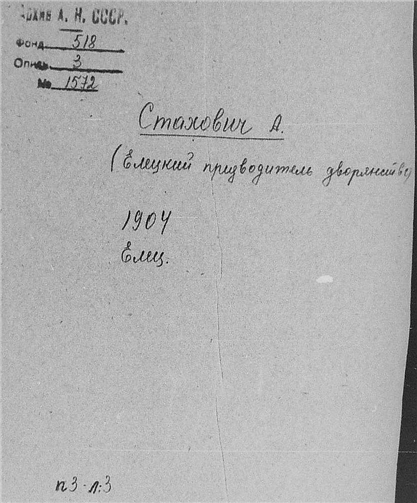 Архив А. Н. СССР.
Фонд 518
Опись 3
№ 1572
Стахович А.
(Елецкий предводитель дворянства)
1904
Елец.
п3-л:3